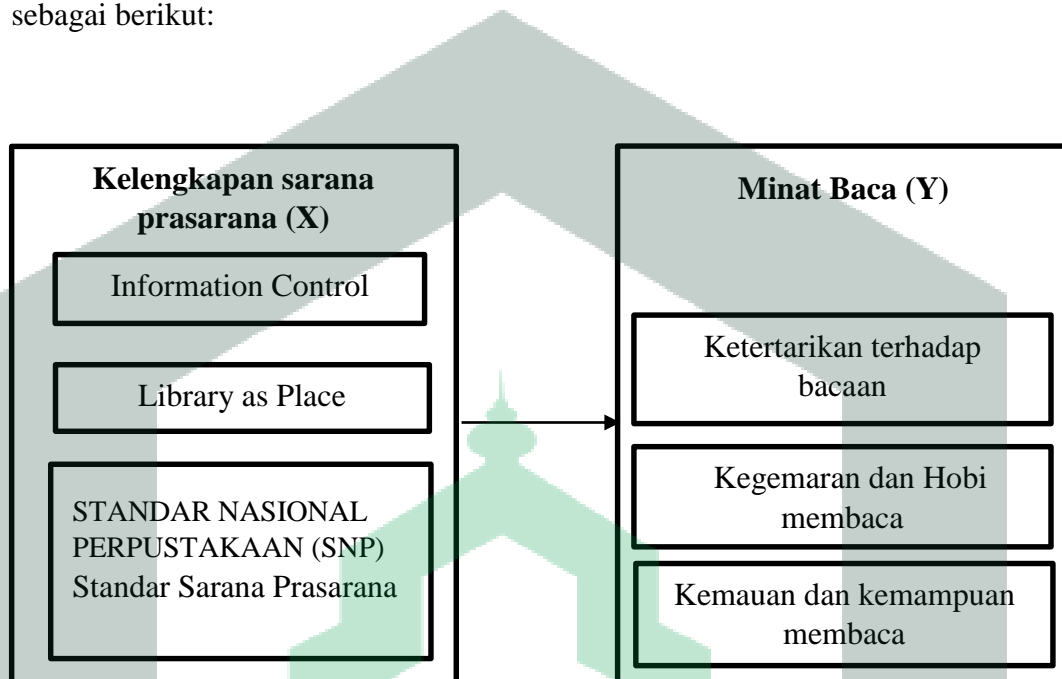 sebagai berikut:
Kelengkapan sarana
prasarana (X)
Information Control
Library as Place
STANDAR NASIONAL
PERPUSTAKAAN (SNP)
Standar Sarana Prasarana
Minat Baca (Y)
Ketertarikan terhadap
bacaan
Kegemaran dan Hobi
membaca
Kemauan dan kemampuan
membaca